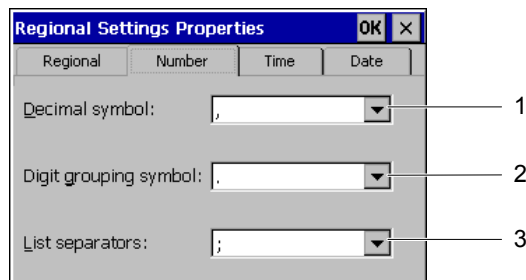 Regional Settings Properties OK ×
Regional Number Time Date
Decimal symbol: , 1
Digit grouping symbol: . 2
List separators: ; 3